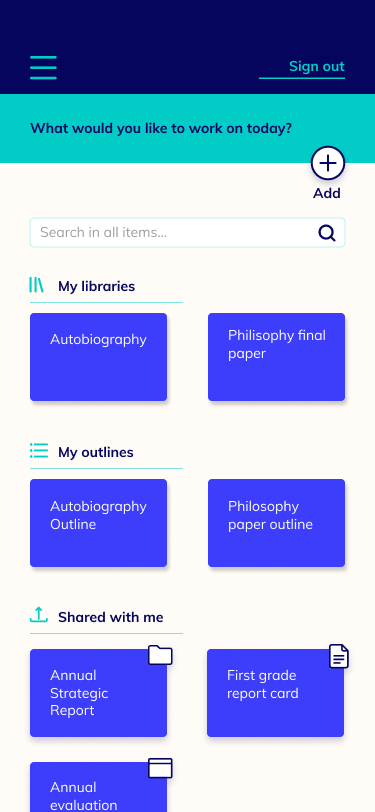 Sign out
What would you like to work on today?
Add
Search in all items...
My libraries
Autobiography
Philisophy final
paper
My outlines
Autobiography
Outline
Philosophy
paper outline
Shared with me
Annual
Strategic
Report
First grade
report card
Annual
evaluation